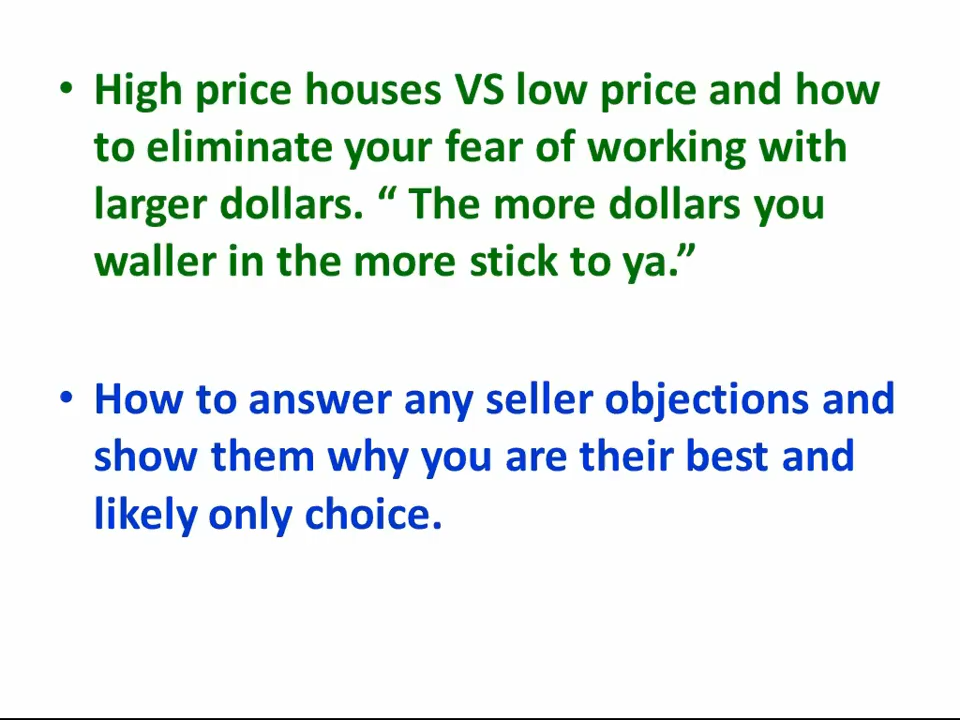 • High price houses VS low price and how
to eliminate your fear of working with
larger dollars. “ The more dollars you
waller in the more stick to ya.”
• How to answer any seller objections and
show them why you are their best and
likely only choice.